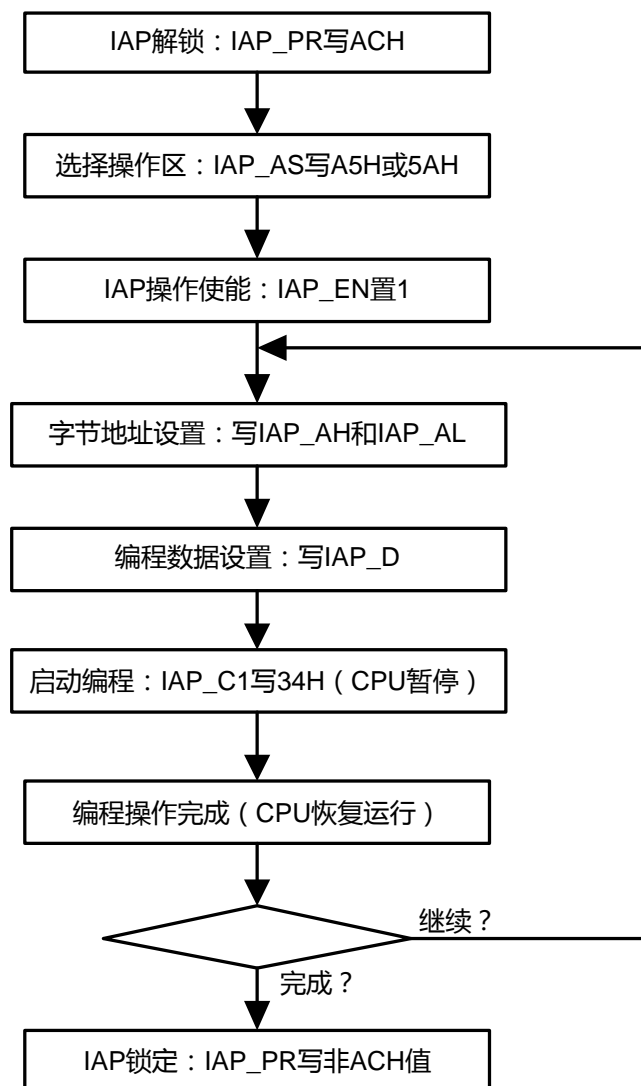 IAP解锁：IAP_PR写ACH
选择操作区：IAP_AS写A5H或5AH
IAP操作使能：IAP_EN置1
字节地址设置：写IAP_AH和IAP_AL
编程数据设置：写IAP_D
启动编程：IAP_C1写34H（CPU暂停）
编程操作完成（CPU恢复运行）
继续？
完成？
IAP锁定：IAP_PR写非ACH值